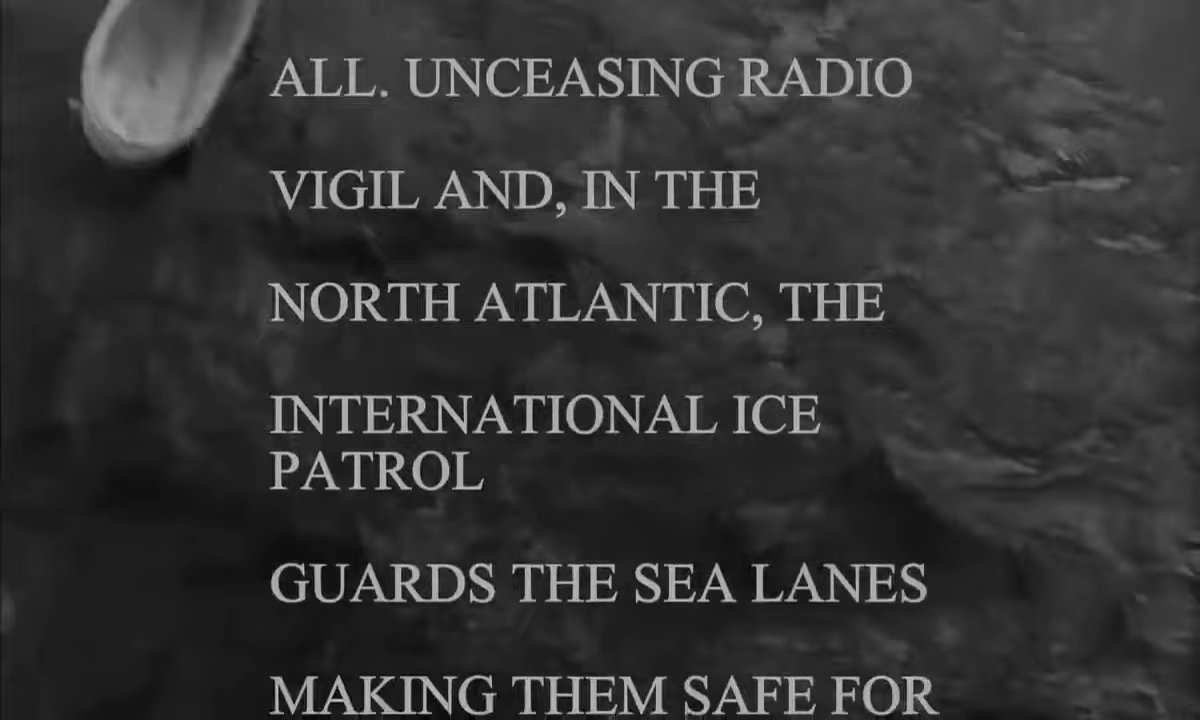 ALL. UNCEASING RADIO
VIGIL AND, IN THE
NORTH ATLANTIC, THE
INTERNATIONAL ICE
PATROL
GUARDS THE SEA LANES
MAKING THEM SAFE FOR